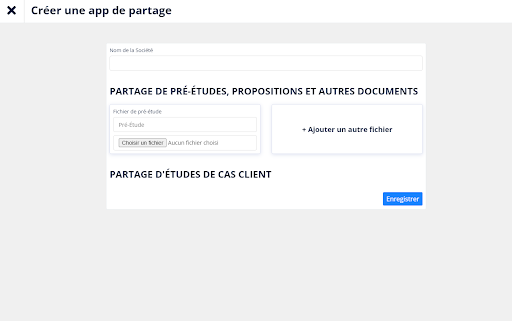 Créer une app de partage
Nom de la Société
PARTAGE DE PRÉ-ÉTUDES, PROPOSITIONS ET AUTRES DOCUMENTS
Fichier de pré-étude
Pré-étude
Choisir un fichier Aucun fichier choisi
+ Ajouter un autre fichier
PARTAGE D'ÉTUDES DE CAS CLIENT
Enregistrer